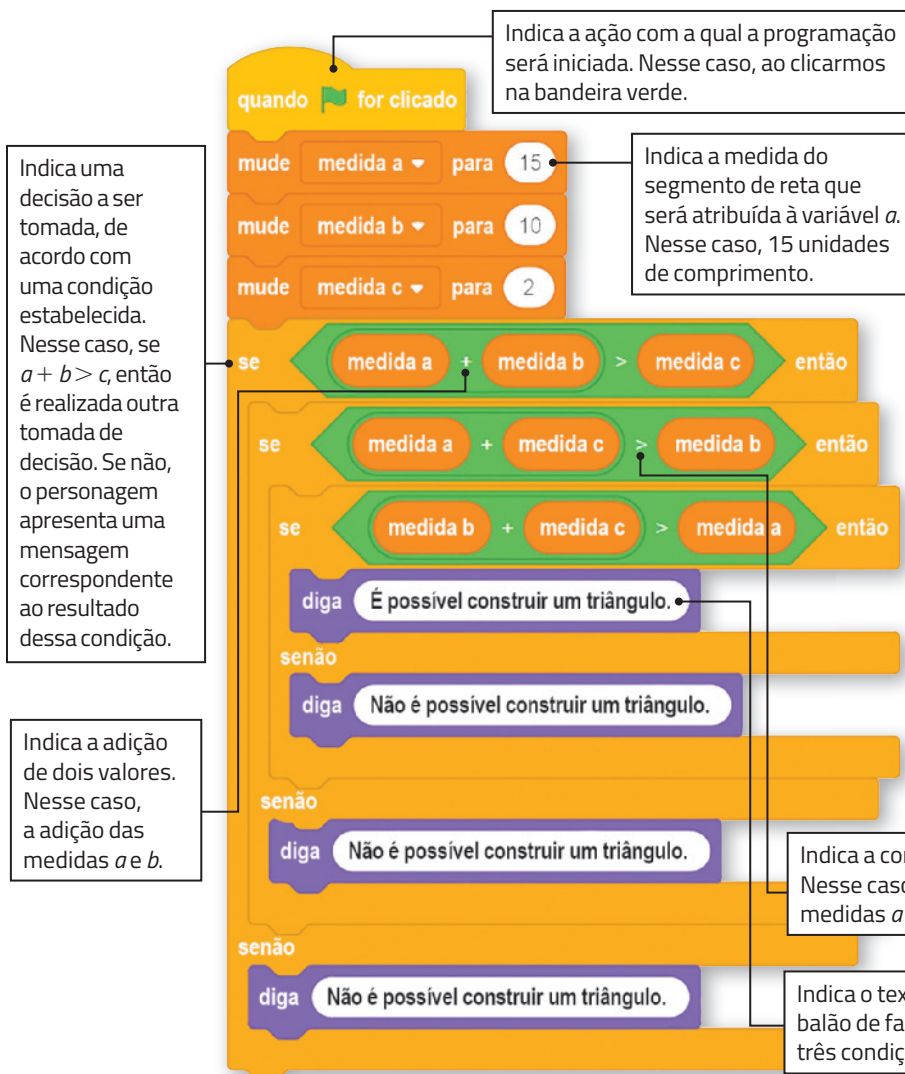 Indica a ação com a qual a programação
será iniciada. Nesse caso, ao clicarmos
na bandeira verde.
quando for clicado
mude medida a para 15
Indica a medida do
segmento de reta que
será atribuída à variável a.
Nesse caso, 15 unidades
de comprimento.
mude medida b para 10
mude medida c para 2
Indica uma
decisão a ser
tomada, de
acordo com
uma condição
estabelecida.
Nesse caso, se
a + b > c, então
é realizada outra
tomada de
decisão. Se não,
o personagem
apresenta uma
mensagem
correspondente
ao resultado
dessa condição.
se medida a + medida b > medida c então
se medida a + medida c > medida b então
se medida b + medida c > medida a então
diga É possível construir um triângulo.
senão
diga Não é possível construir um triângulo.
Indica a adição
de dois valores.
Nesse caso,
a adição das
medidas a e b.
senão
diga Não é possível construir um triângulo.
Indica a
Nesse caso
medidas a
senão
diga Não é possível construir um triângulo.
Indica o
balão de
três